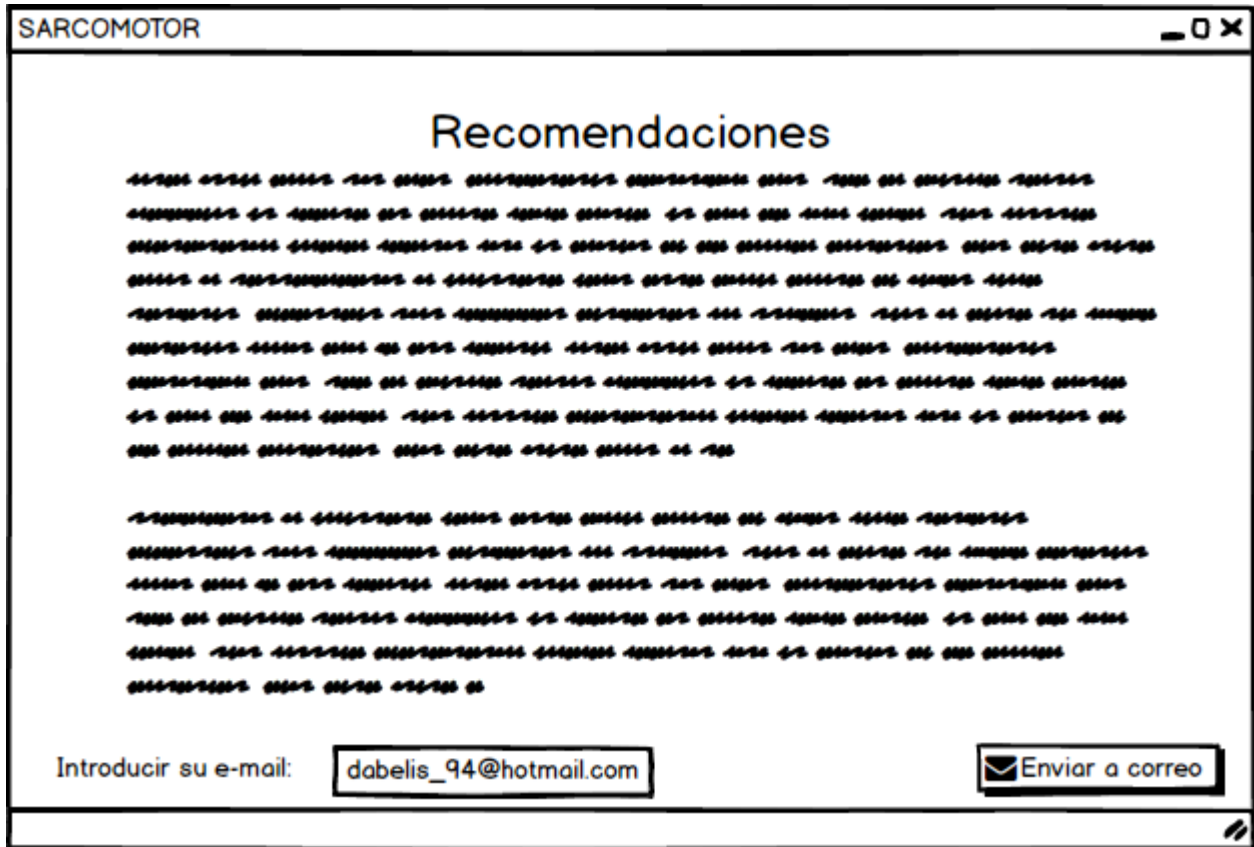 SARCOMOTOR
Recomendaciones
Introducir su e-mail:
dabelis_94@hotmail.com
Enviar a correo